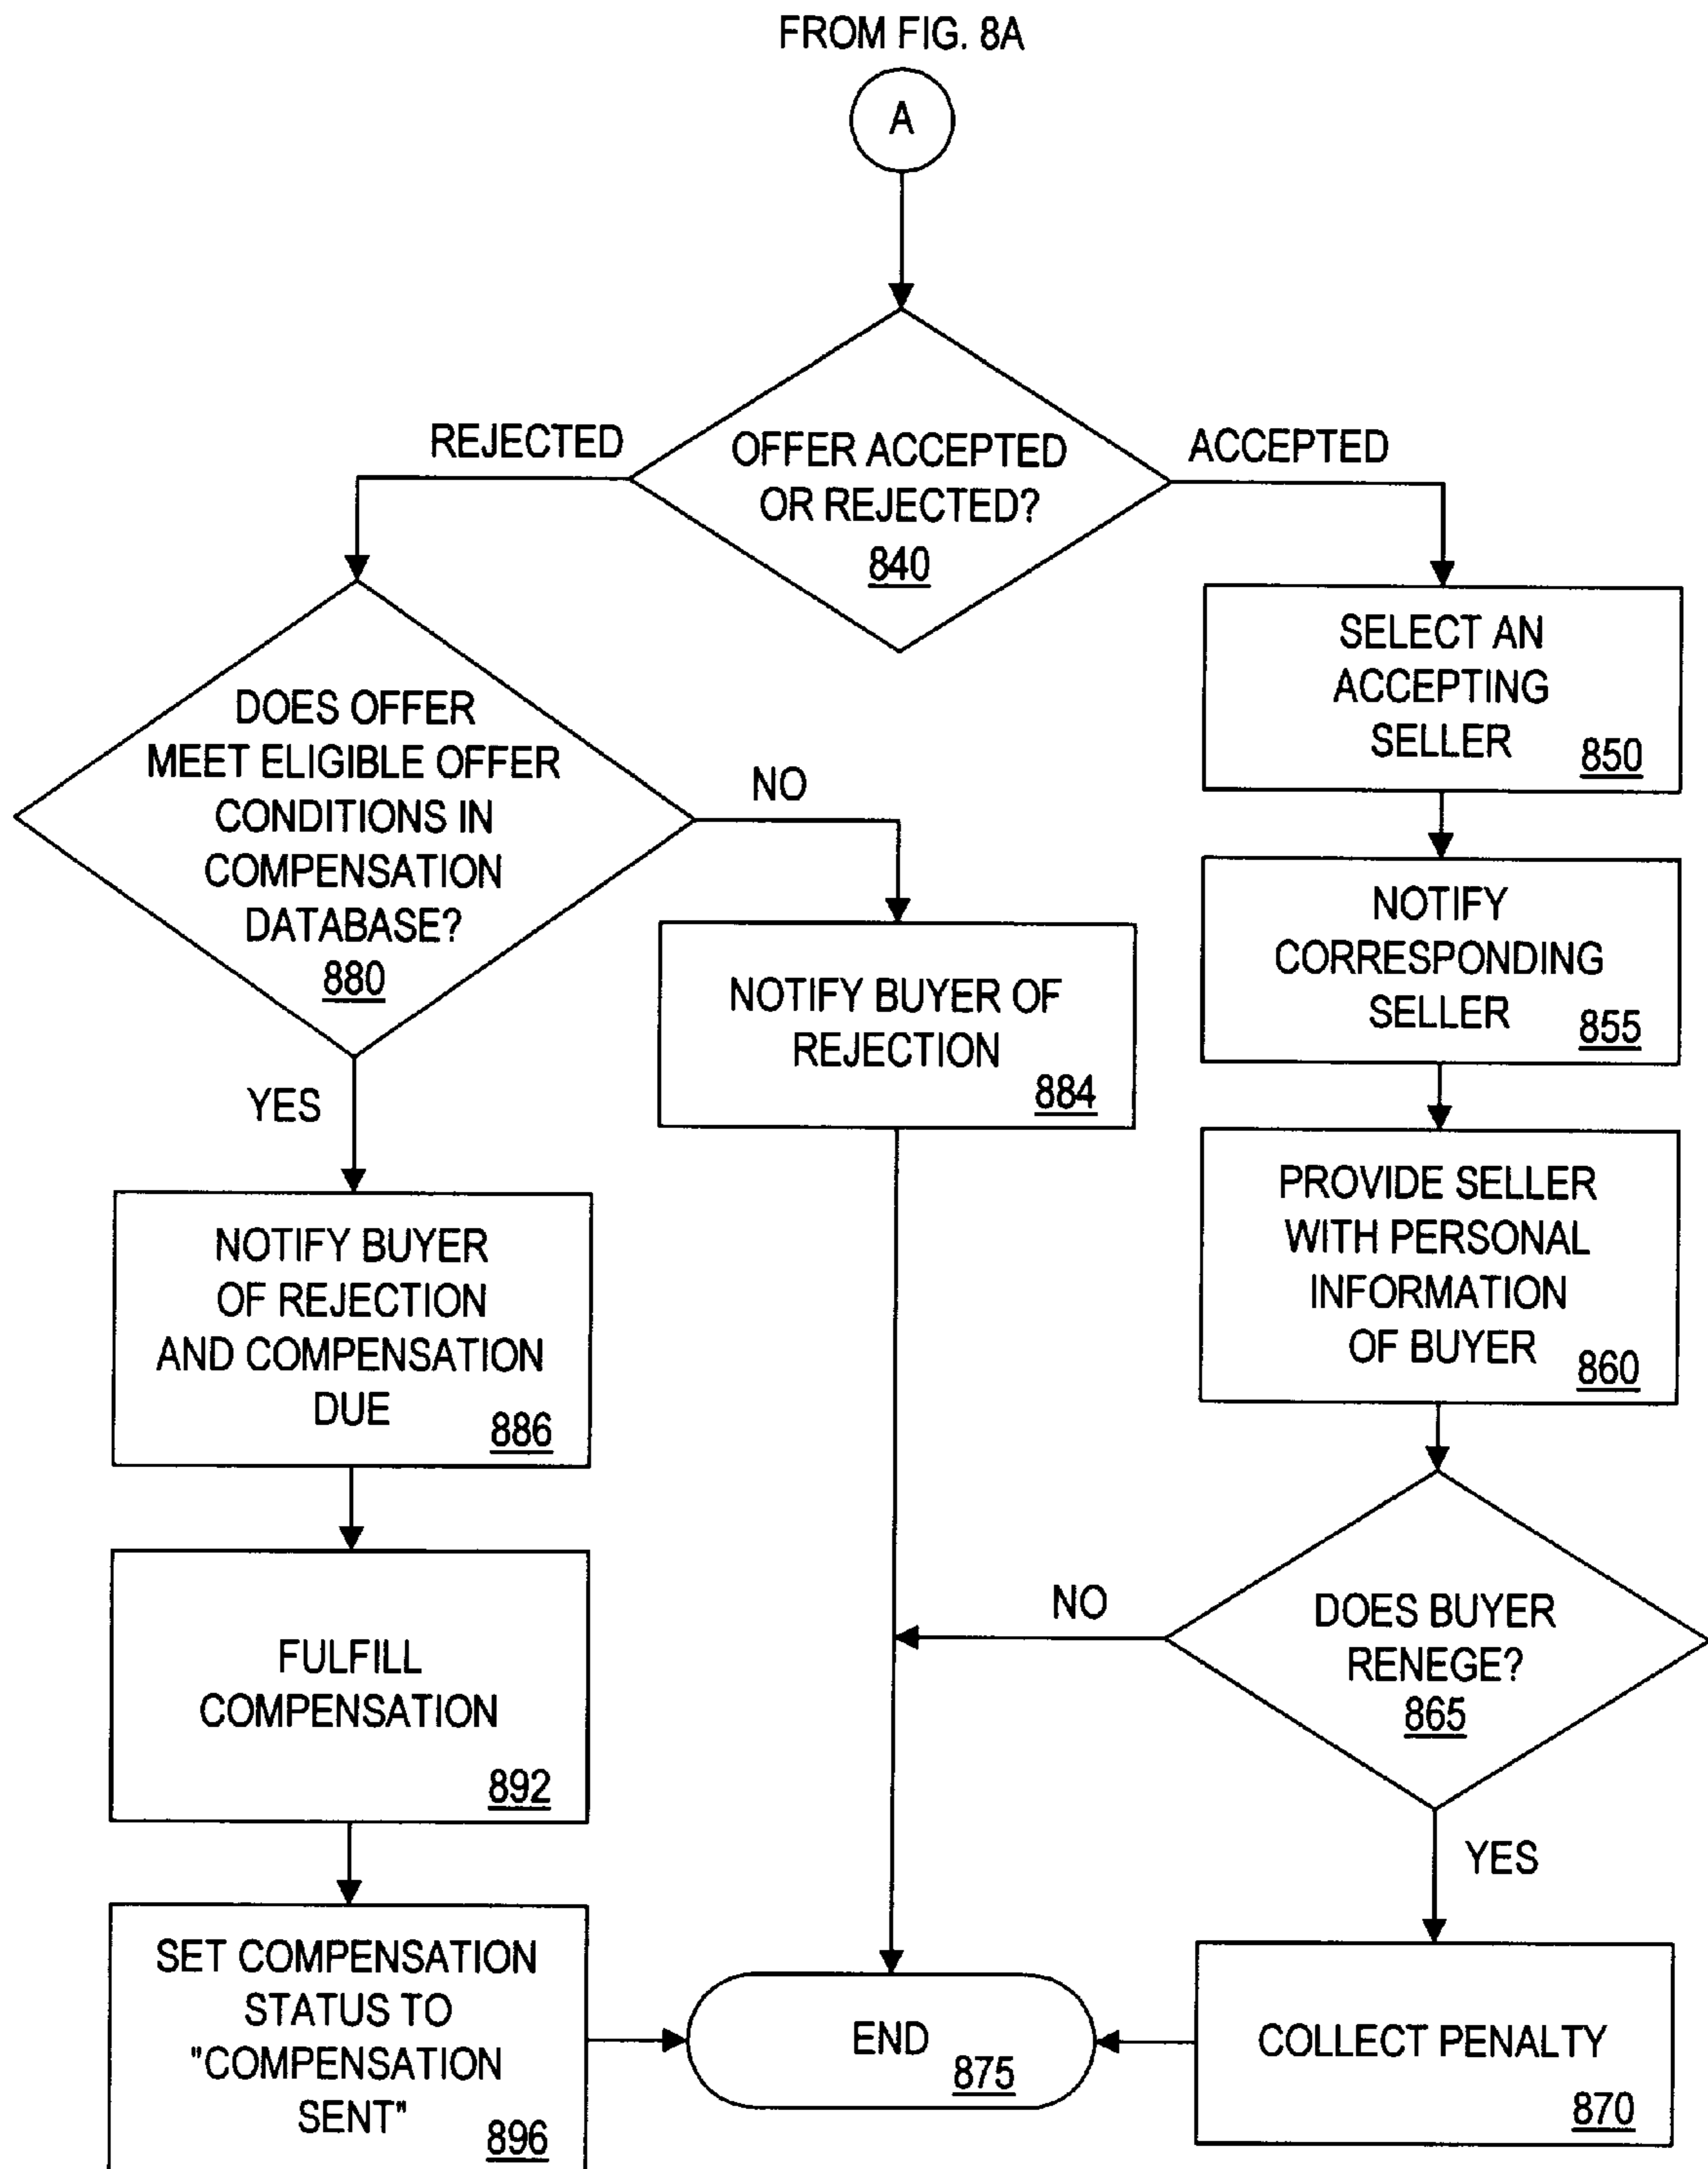 FROM FIG. 8A
A
REJECTED
OFFER ACCEPTED
OR REJECTED?
840
ACCEPTED
SELECT AN
ACCEPTING
SELLER
850
DOES OFFER
MEET ELIGIBLE OFFER
CONDITIONS IN
COMPENSATION
DATABASE?
880
NO
YES
NOTIFY
CORRESPONDING
SELLER
855
NOTIFY BUYER OF
REJECTION
884
PROVIDE SELLER
WITH PERSONAL
INFORMATION
OF BUYER
860
NOTIFY BUYER
OF REJECTION
AND COMPENSATION
DUE
886
DOES BUYER
RENEGE?
865
NO
YES
FULFILL
COMPENSATION
892
SET COMPENSATION
STATUS TO
"COMPENSATION
SENT"
896
END
875
COLLECT PENALTY
870